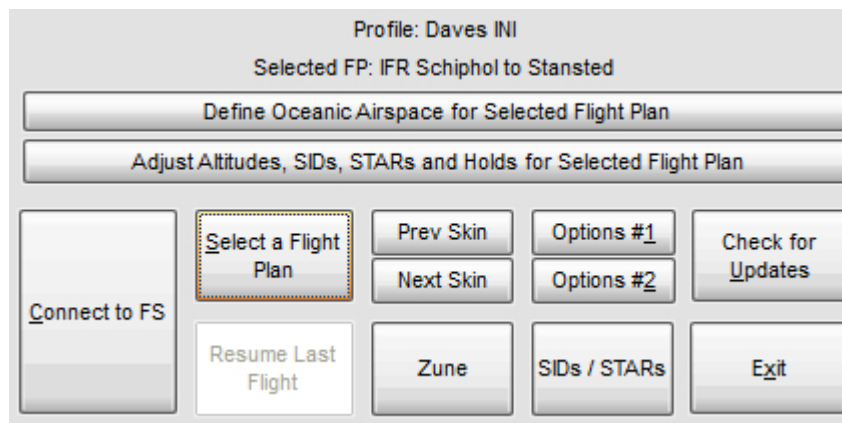 Profile: Daves INI
Selected FP: IFR Schiphol to Stansted
Define Oceanic Airspace for Selected Flight Plan
Adjust Altitudes, SIDs, STARs and Holds for Selected Flight Plan
Connect to FS
Select a Flight
Plan
Prev Skin
Next Skin
Options #1
Options #2
Check for
Updates
Resume Last
Flight
Zune
SIDs / STARs
Exit